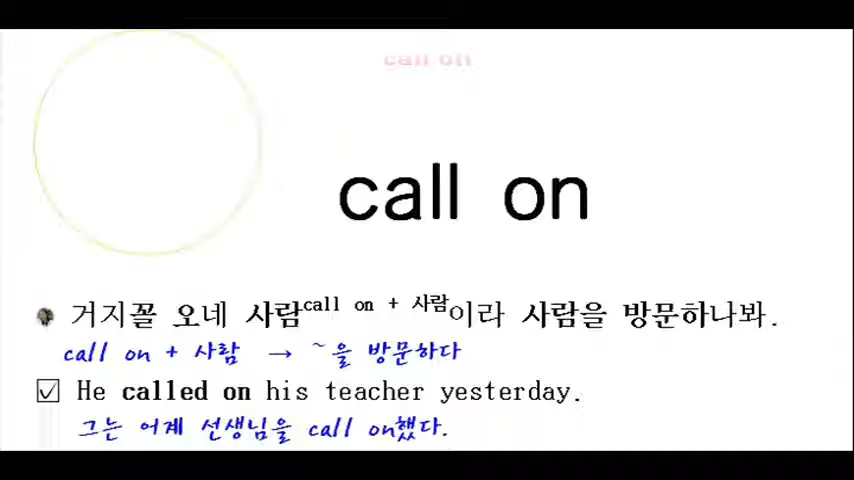 call on
call on
거지꼴 오네 사람call on + 사람이라 사람을 방문하나봐.
call on + 사람 → ~을 방문하다
☑ He called on his teacher yesterday.
그는 어제 선생님을 call on했다.